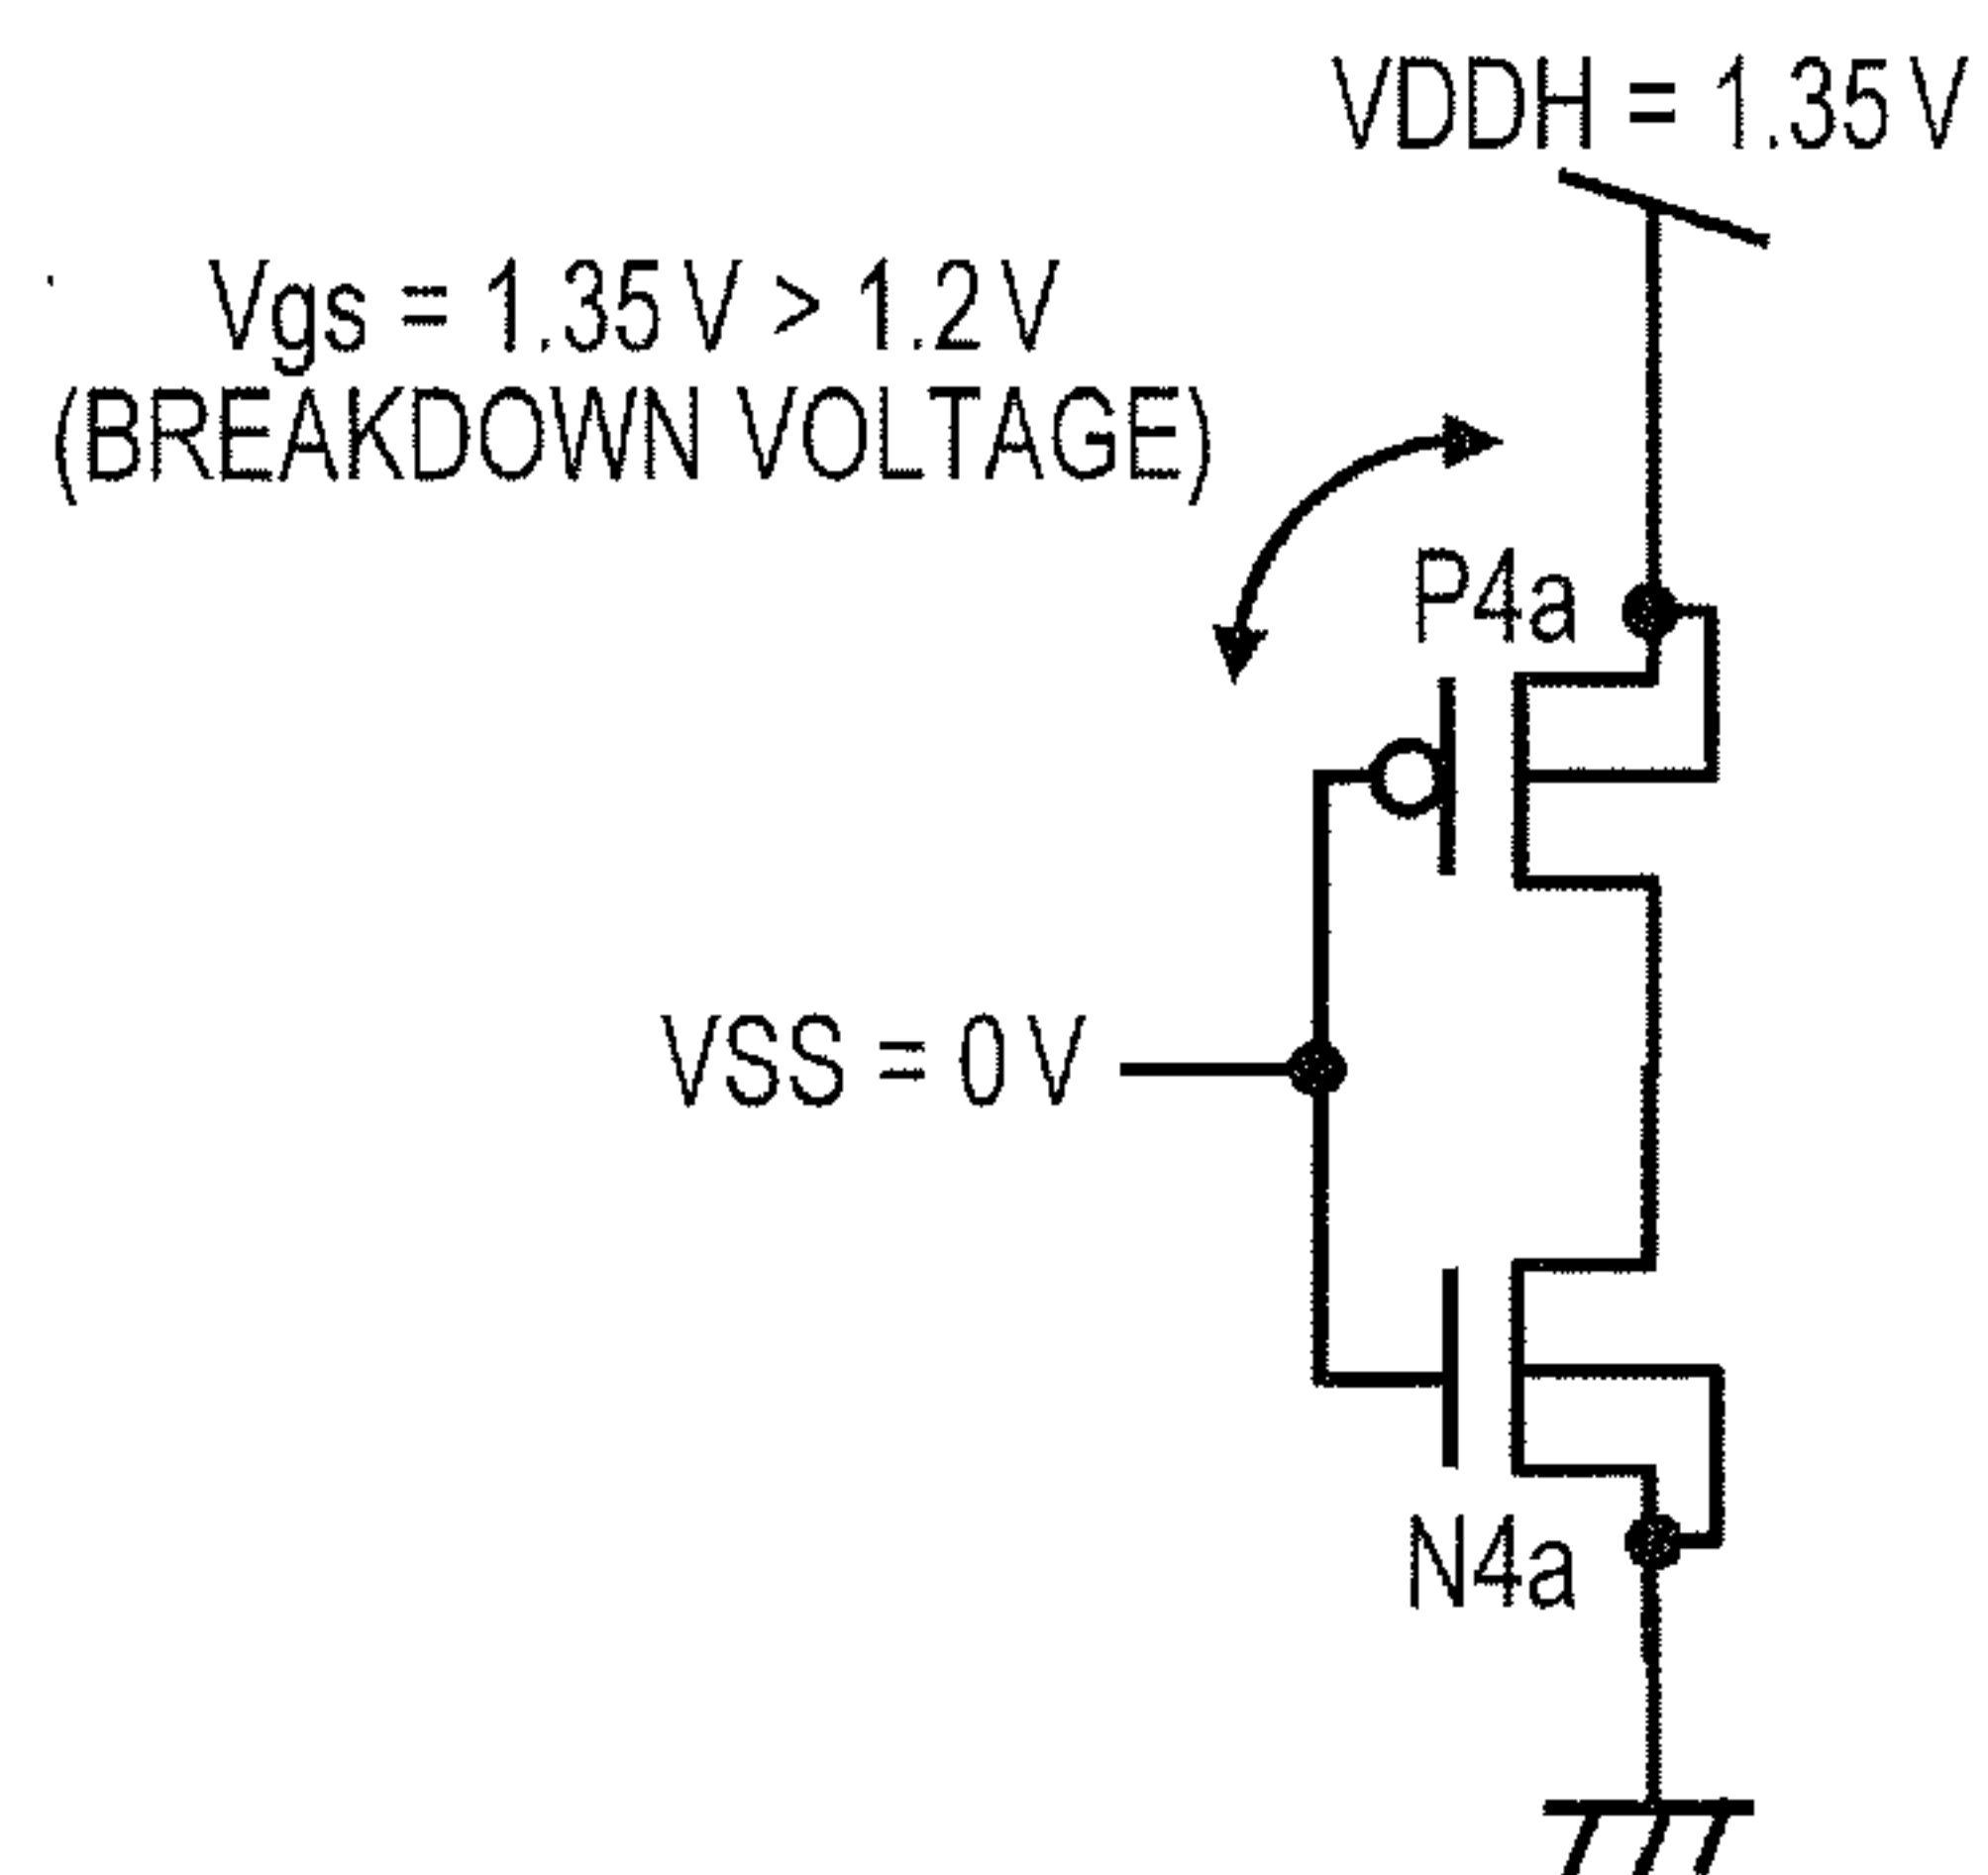 VDDH = 1.35 V
Vgs = 1.35 V > 1.2 V
(BREAKDOWN VOLTAGE)
P4a
VSS = 0 V
N4a